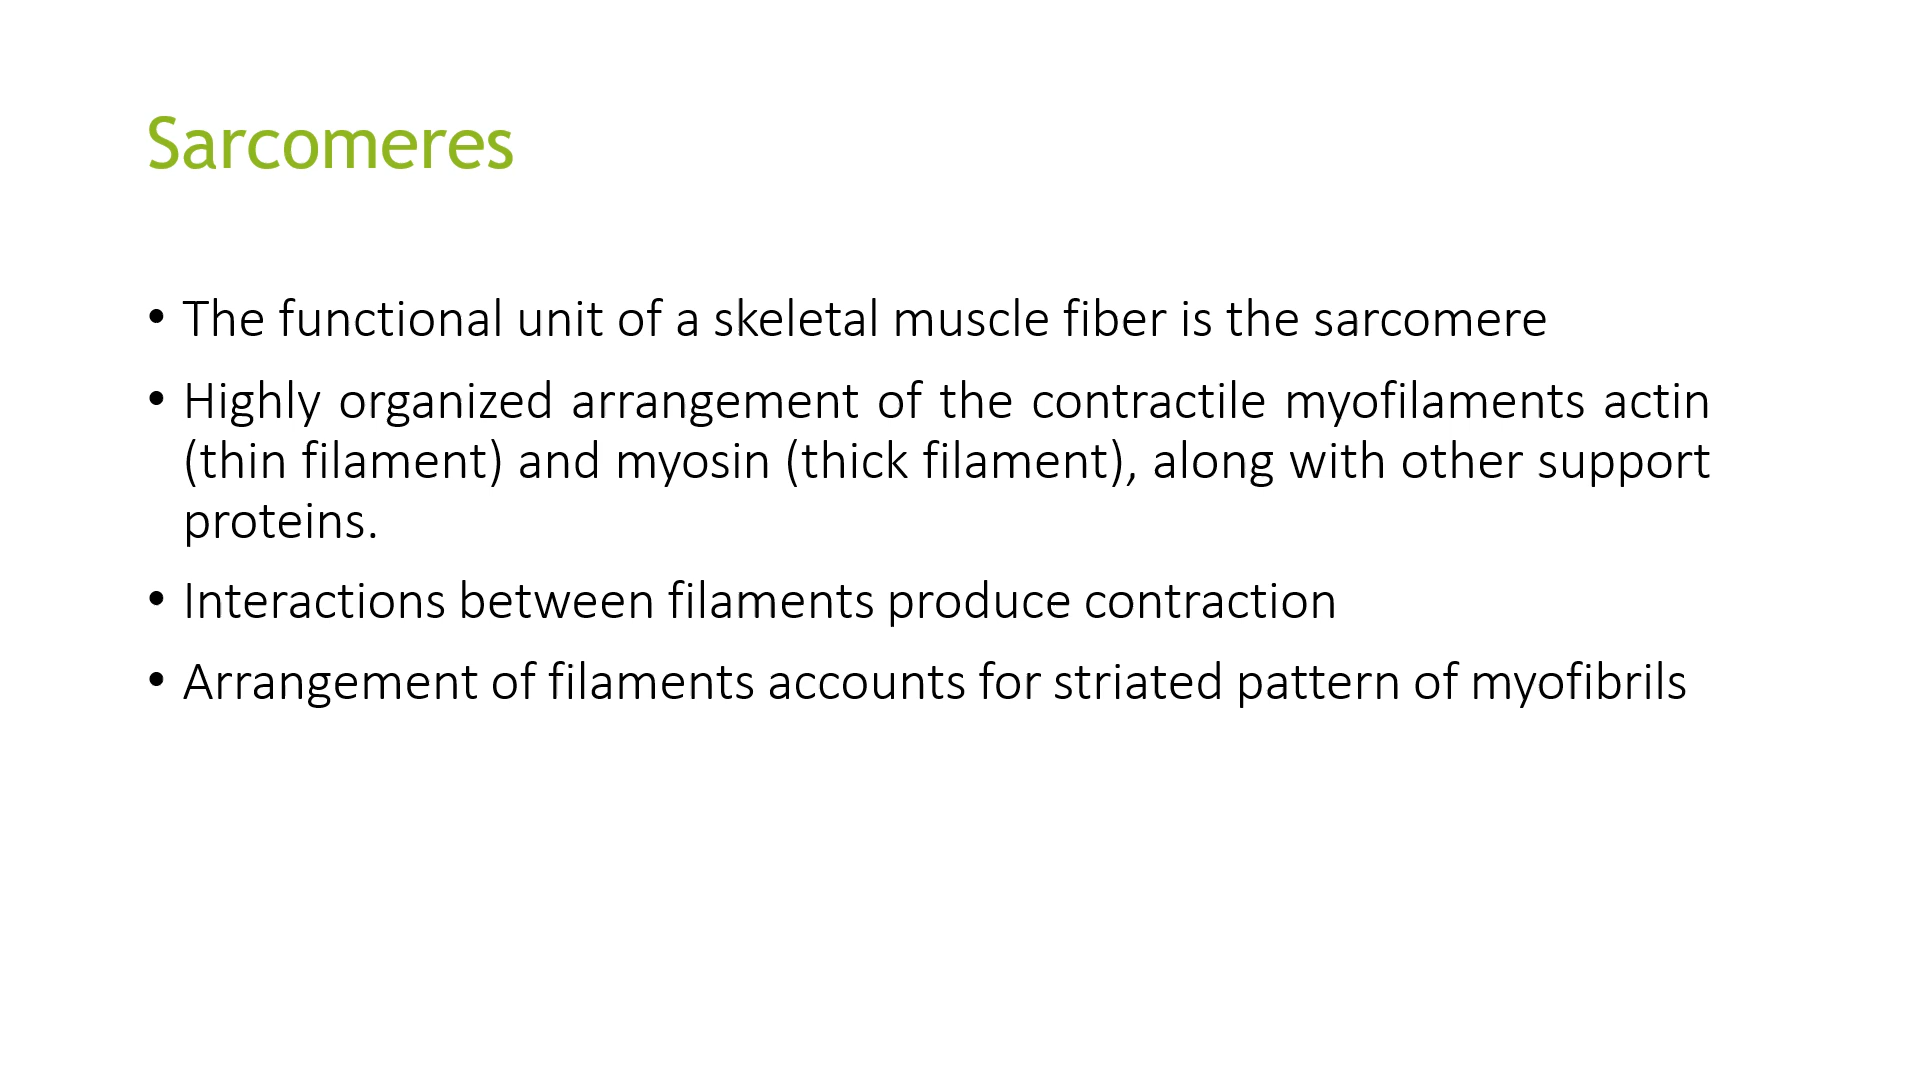 Sarcomeres
• The functional unit of a skeletal muscle fiber is the sarcomere
• Highly organized arrangement of the contractile myofilaments actin
(thin filament) and myosin (thick filament), along with other support
proteins.
• Interactions between filaments produce contraction
• Arrangement of filaments accounts for striated pattern of myofibrils